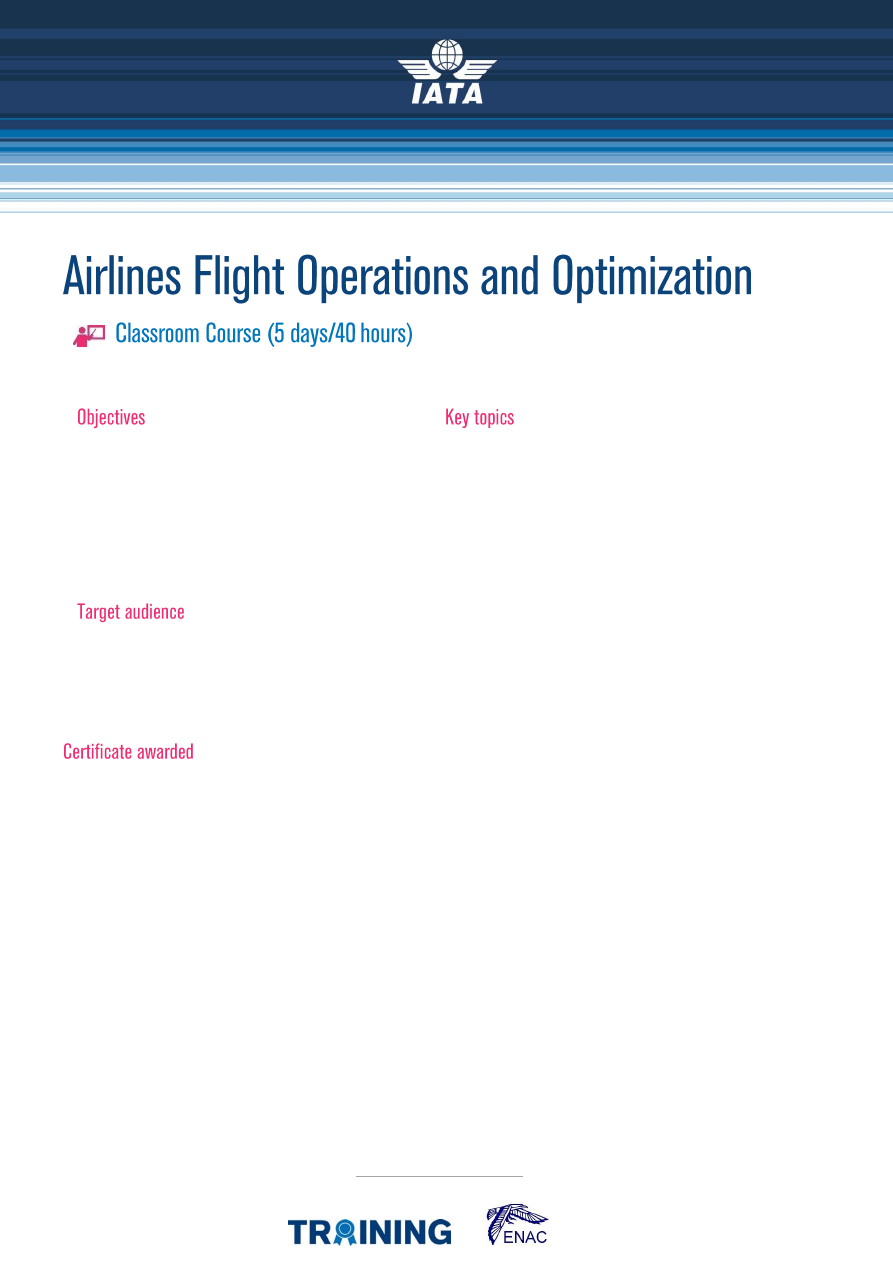 IATA
Airlines Flight Operations and Optimization
Classroom Course (5 days/40 hours)
Objectives
Key topics
Target audience
Certificate awarded
TRAINING
ENAC